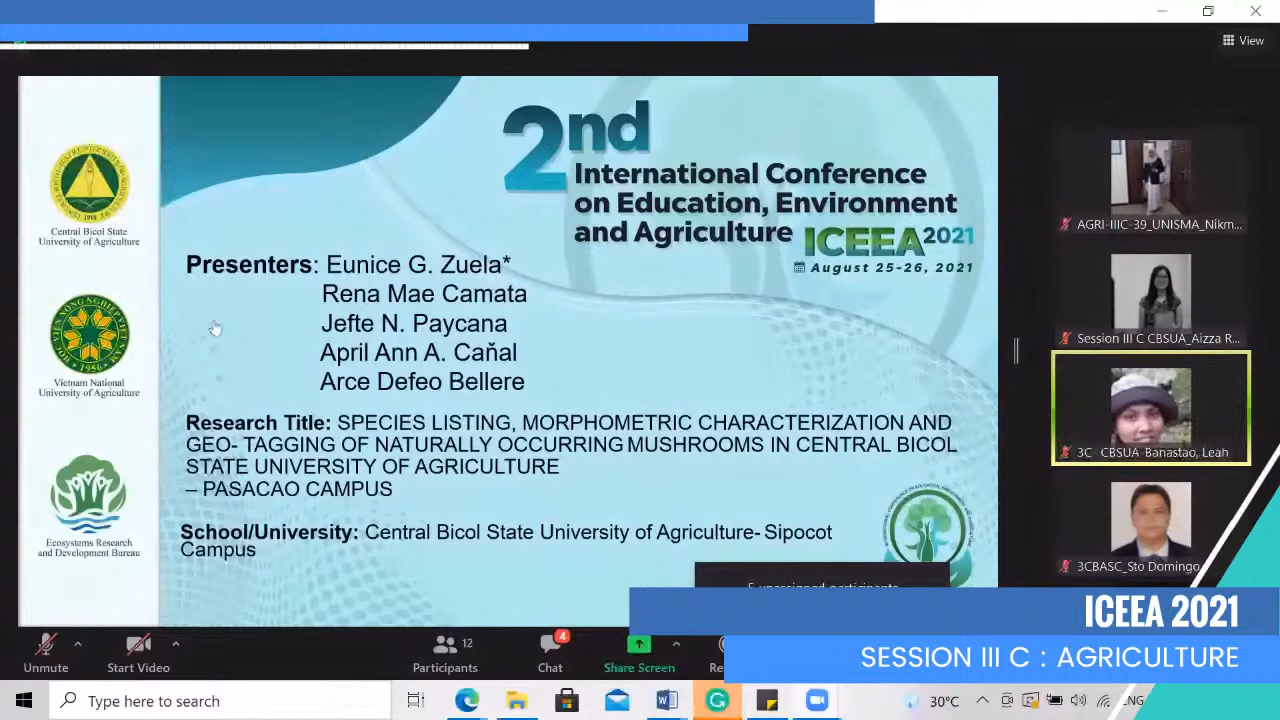 View
2nd
International Conference
on Education, Environment
and Agriculture ICEEA2021
August 25-26, 2021
Central Bicol State
University of Agriculture
Vietnam National
University of Agriculture
Ecosystems Research
and Development Bureau
Presenters: Eunice G. Zuela*
Rena Mae Camata
Jefte N. Paycana
April Ann A. Caňal
Arce Defeo Bellere
Research Title: SPECIES LISTING, MORPHOMETRIC CHARACTERIZATION AND
GEO- TAGGING OF NATURALLY OCCURRING MUSHROOMS IN CENTRAL BICOL
STATE UNIVERSITY OF AGRICULTURE
– PASACAO CAMPUS
School/University: Central Bicol State University of Agriculture- Sipocot
Campus
AGRI-IIIC-39_UNISMA_Nikm...
Session III C CBSUA_Aizza R...
3C - CBSUA-Banastao, Leah
3CBASC_Sto Domingo
ICEEA 2021
SESSION III C : AGRICULTURE
Unmute
Start Video
12
Participants
4
Chat
Share Screen
Type here to search
30°C
ENG